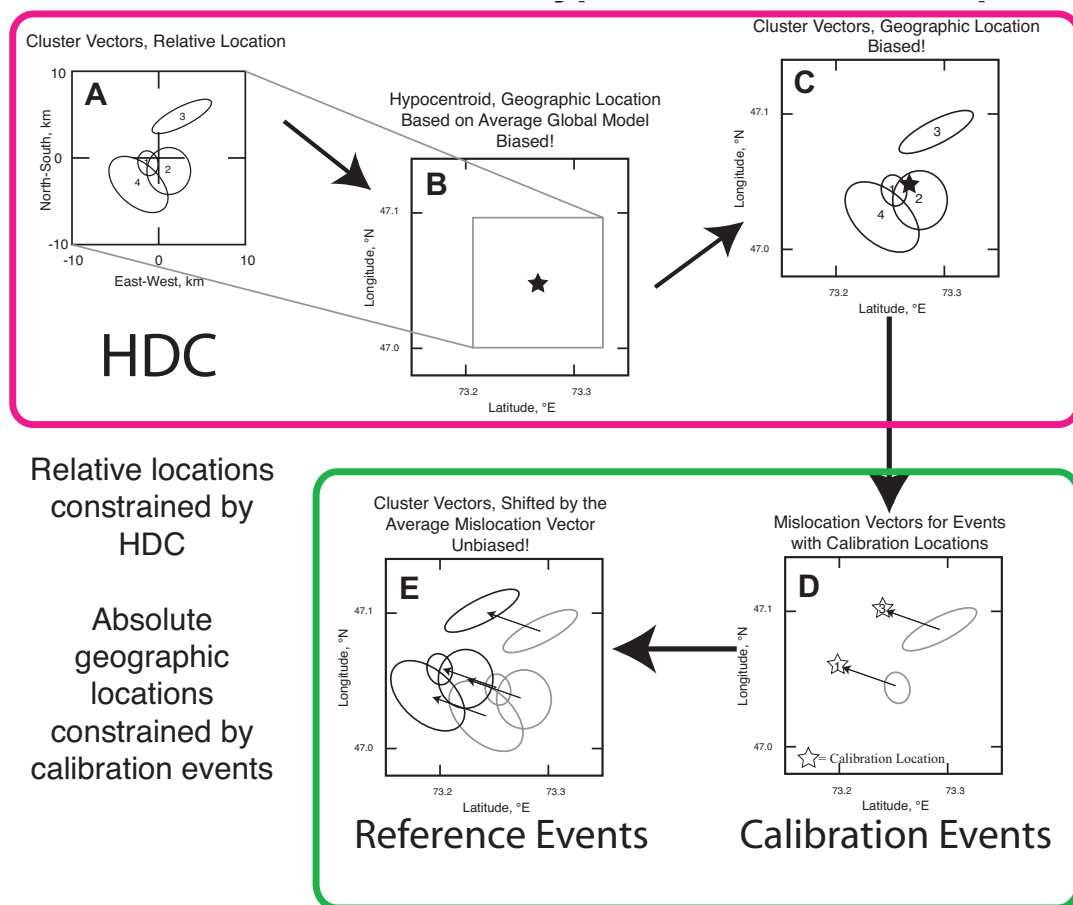 Cluster Vectors, Relative Location
A
10
0
-10
North-South, km
1
2
3
4
-10
0
10
East-West, km
HDC
Hypocentroid, Geographic Location
Based on Average Global Model
Biased!
B
47.1
47.0
Longitude, °N
73.2
73.3
Latitude, °E
Cluster Vectors, Geographic Location
Biased!
C
47.1
47.0
Longitude, °N
3
1
2
4
73.2
73.3
Latitude, °E
Relative locations
constrained by
HDC
Absolute
geographic
locations
constrained by
calibration events
Cluster Vectors, Shifted by the
Average Mislocation Vector
Unbiased!
E
47.1
47.0
Longitude, °N
73.2
73.3
Latitude, °E
Reference Events
Mislocation Vectors for Events
with Calibration Locations
D
47.1
47.0
Longitude, °N
3
1
= Calibration Location
73.2
73.3
Latitude, °E
Calibration Events